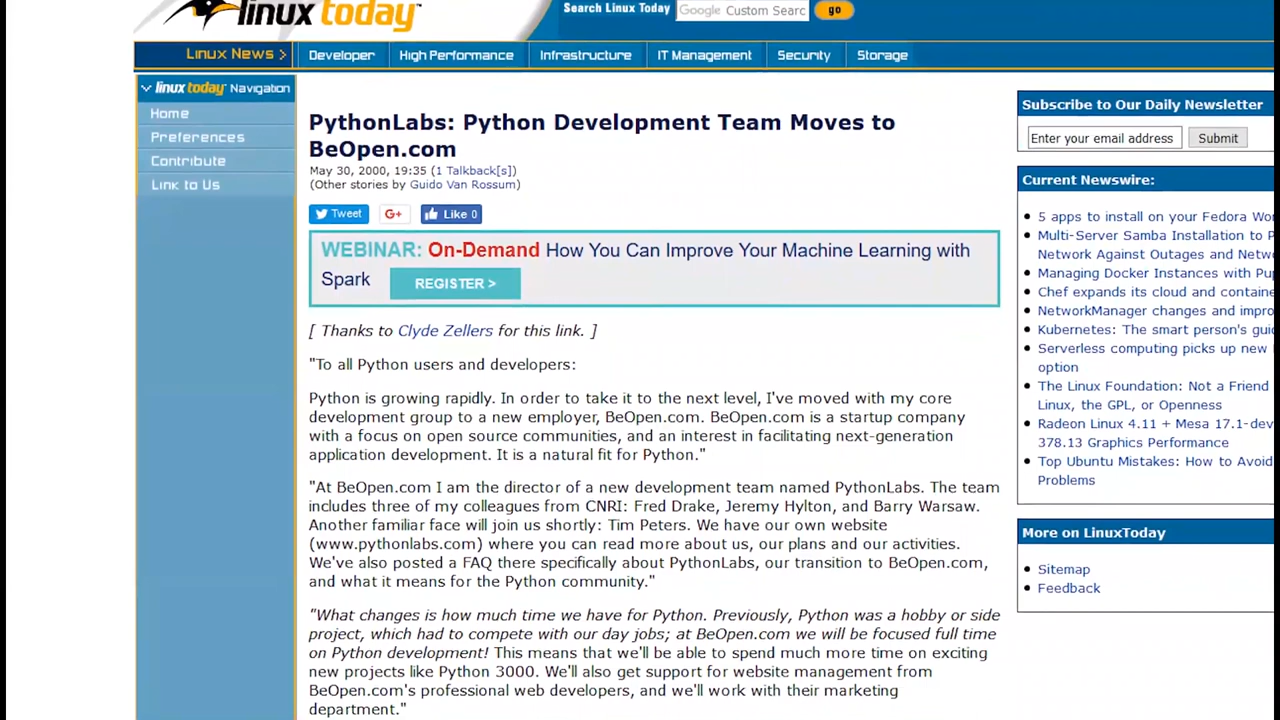 linux today™
Search Linux Today
Google Custom Searc
go
Linux News >
Developer
High Performance
Infrastructure
IT Management
Security
Storage
linux today Navigation
Home
Preferences
Contribute
Link to Us
PythonLabs: Python Development Team Moves to
BeOpen.com
May 30, 2000, 19:35 (1 Talkback[s])
(Other stories by Guido Van Rossum)
Tweet
G+
Like 0
WEBINAR: On-Demand How You Can Improve Your Machine Learning with
Spark
REGISTER >
[ Thanks to Clyde Zellers for this link. ]
"To all Python users and developers:
Python is growing rapidly. In order to take it to the next level, I've moved with my core
development group to a new employer, BeOpen.com. BeOpen.com is a startup company
with a focus on open source communities, and an interest in facilitating next-generation
application development. It is a natural fit for Python."
"At BeOpen.com I am the director of a new development team named PythonLabs. The team
includes three of my colleagues from CNRI: Fred Drake, Jeremy Hylton, and Barry Warsaw.
Another familiar face will join us shortly: Tim Peters. We have our own website
(www.pythonlabs.com) where you can read more about us, our plans and our activities.
We've also posted a FAQ there specifically about PythonLabs, our transition to BeOpen.com,
and what it means for the Python community."
"What changes is how much time we have for Python. Previously, Python was a hobby or side
project, which had to compete with our day jobs; at BeOpen.com we will be focused full time
on Python development! This means that we'll be able to spend much more time on exciting
new projects like Python 3000. We'll also get support for website management from
BeOpen.com's professional web developers, and we'll work with their marketing
department."
Subscribe to Our Daily Newsletter
Enter your email address
Submit
Current Newswire:
5 apps to install on your Fedora Wor
Multi-Server Samba Installation to P
Network Against Outages and Netw
Managing Docker Instances with Pup
Chef expands its cloud and containe
NetworkManager changes and impro
Kubernetes: The smart person's guid
Serverless computing picks up new
option
The Linux Foundation: Not a Friend
Linux, the GPL, or Openness
Radeon Linux 4.11 + Mesa 17.1-dev
378.13 Graphics Performance
Top Ubuntu Mistakes: How to Avoid
Problems
More on LinuxToday
Sitemap
Feedback